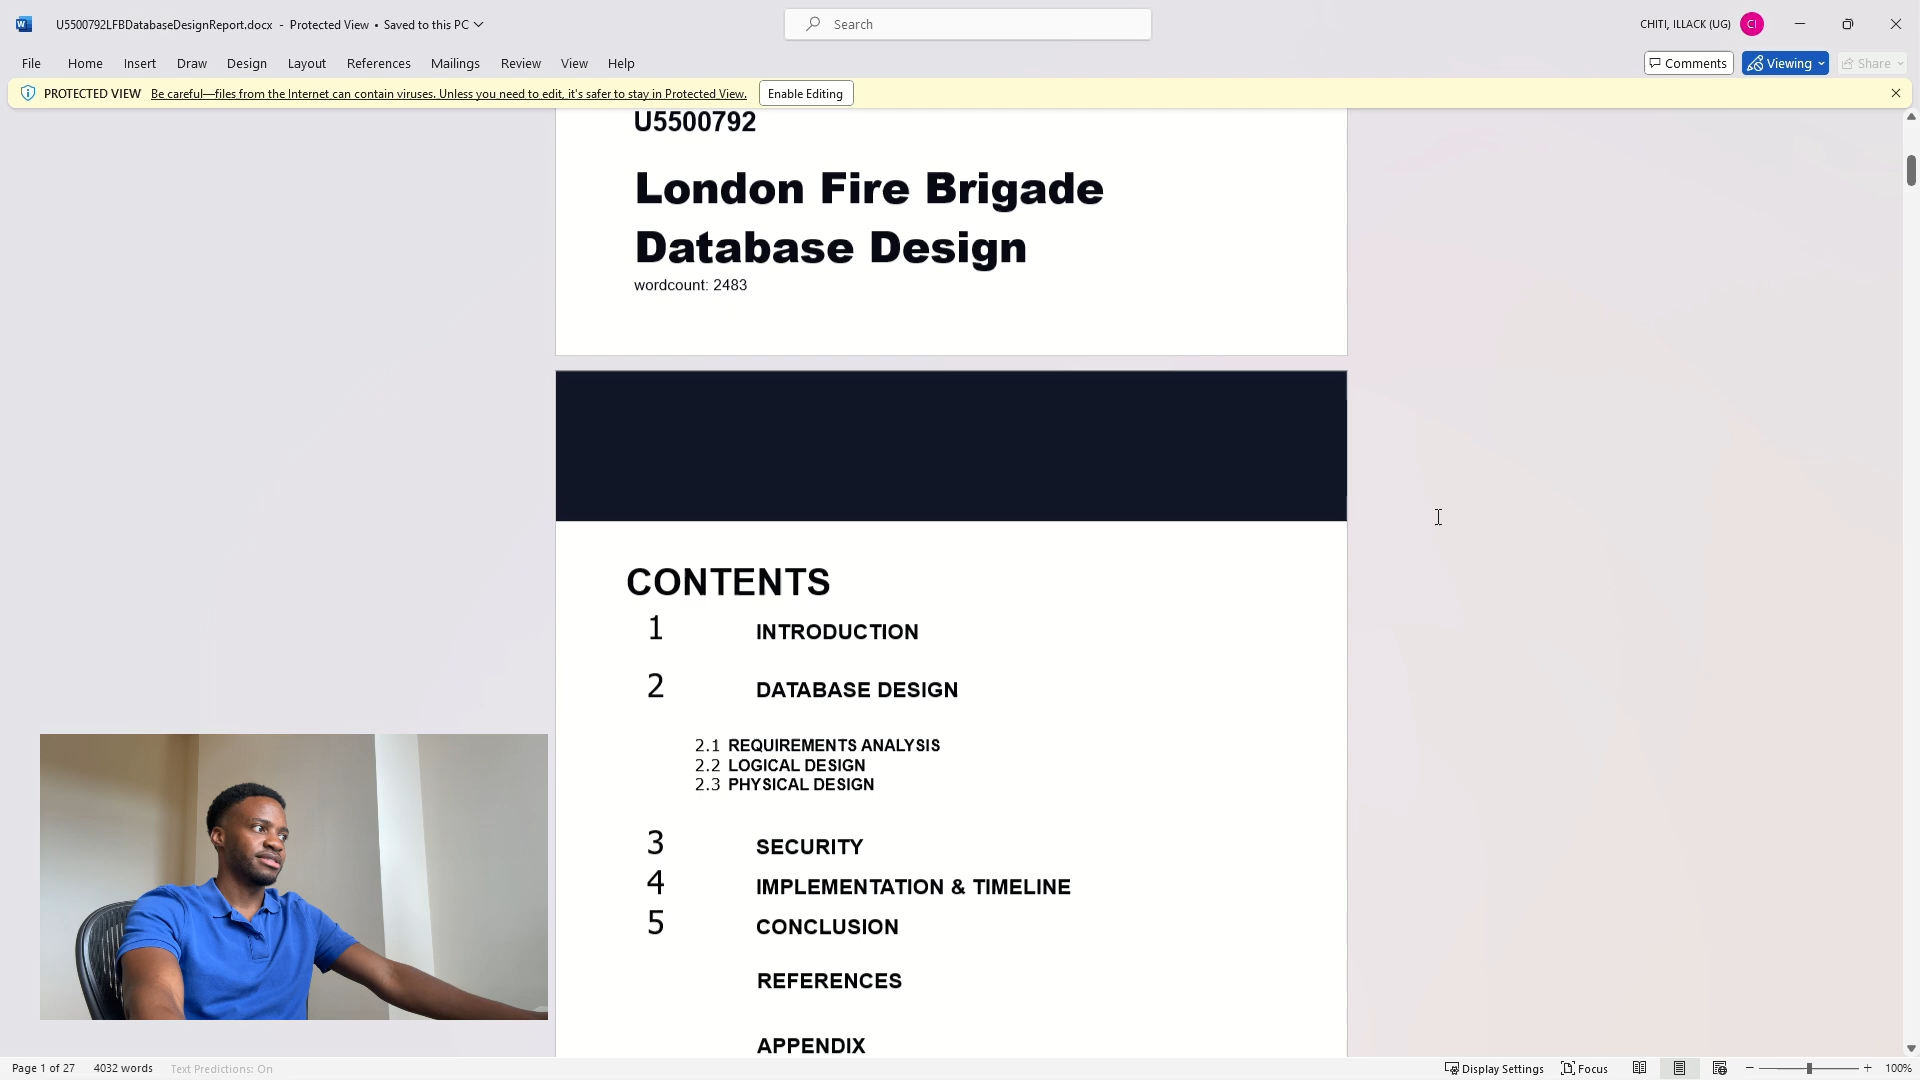 U5500792LFBDatabaseDesignReport.docx - Protected View • Saved to this PC
Search
CHITI, ILLACK (UG)
CI
File Home Insert Draw Design Layout References Mailings Review View Help
Comments
Viewing
Share
PROTECTED VIEW Be careful—files from the Internet can contain viruses. Unless you need to edit, it's safer to stay in Protected View.
Enable Editing
U5500792
London Fire Brigade
Database Design
wordcount: 2483
CONTENTS
1 INTRODUCTION
2 DATABASE DESIGN
2.1 REQUIREMENTS ANALYSIS
2.2 LOGICAL DESIGN
2.3 PHYSICAL DESIGN
3 SECURITY
4 IMPLEMENTATION & TIMELINE
5 CONCLUSION
REFERENCES
APPENDIX
Page 1 of 27 4032 words Text Predictions: On
Display Settings Focus 100%